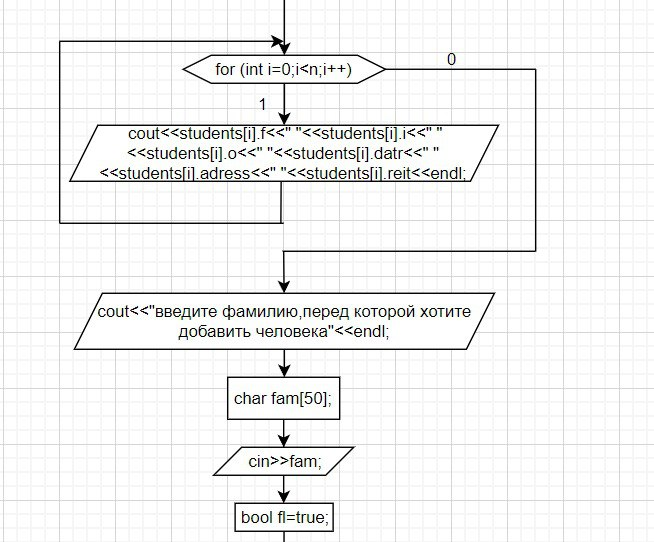 for (int i=0;i<n;i++)
0
1
cout<<students[i].f<<" "<<students[i].i<<" "
<<students[i].o<<" "<<students[i].datr<<" "
<<students[i].adress<<" "<<students[i].reit<<endl;
cout<<"введите фамилию,перед которой хотите
добавить человека"<<endl;
char fam[50];
cin>>fam;
bool fl=true;